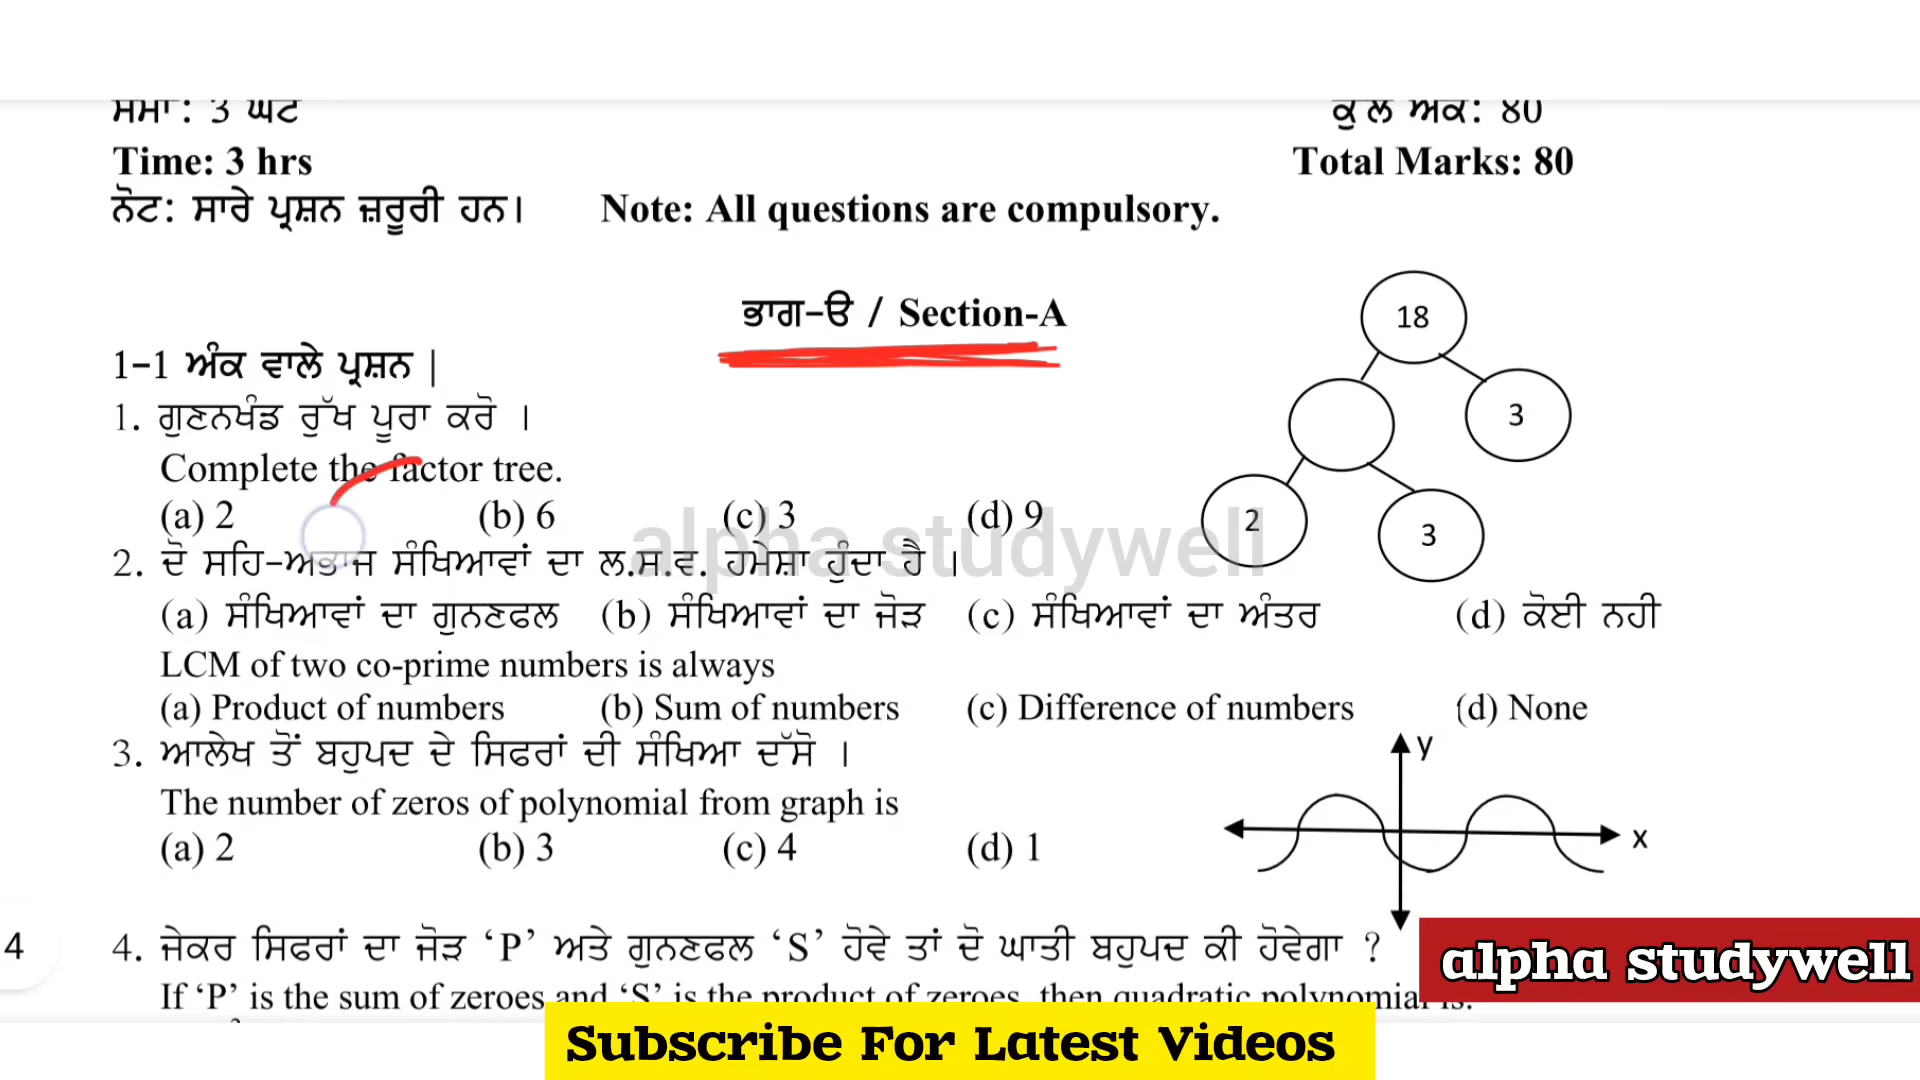 ਸਮਾਂ: 3 ਘੰਟੇ
ਕੁੱਲ ਅੰਕ: 80
Time: 3 hrs
Total Marks: 80
ਨੋਟ: ਸਾਰੇ ਪ੍ਰਸ਼ਨ ਜ਼ਰੂਰੀ ਹਨ। Note: All questions are compulsory.
ਭਾਗ-ੳ / Section-A
1-1 ਅੰਕ ਵਾਲੇ ਪ੍ਰਸ਼ਨ |
1. ਗੁਣਨਖੰਡ ਰੁੱਖ ਪੂਰਾ ਕਰੋ ।
Complete the factor tree.
(a) 2 (b) 6 (c) 3 (d) 9
18
3
2
3
alpha studywell
2. ਦੋ ਸਹਿ-ਅਭਾਜ ਸੰਖਿਆਵਾਂ ਦਾ ਲ.ਸ.ਵ. ਹਮੇਸ਼ਾ ਹੁੰਦਾ ਹੈ ।
(a) ਸੰਖਿਆਵਾਂ ਦਾ ਗੁਨਣਫਲ (b) ਸੰਖਿਆਵਾਂ ਦਾ ਜੋੜ (c) ਸੰਖਿਆਵਾਂ ਦਾ ਅੰਤਰ (d) ਕੋਈ ਨਹੀ
LCM of two co-prime numbers is always
(a) Product of numbers (b) Sum of numbers (c) Difference of numbers (d) None
3. ਆਲੇਖ ਤੋਂ ਬਹੁਪਦ ਦੇ ਸਿਫਰਾਂ ਦੀ ਸੰਖਿਆ ਦੱਸੋ ।
The number of zeros of polynomial from graph is
(a) 2 (b) 3 (c) 4 (d) 1
y
x
4
4. ਜੇਕਰ ਸਿਫਰਾਂ ਦਾ ਜੋੜ ‘P’ ਅਤੇ ਗੁਨਣਫਲ ‘S’ ਹੋਵੇ ਤਾਂ ਦੋ ਘਾਤੀ ਬਹੁਪਦ ਕੀ ਹੋਵੇਗਾ ?
If ‘P’ is the sum of zeroes and ‘S’ is the product of zeroes, then quadratic polynomial is:
alpha studywell
Subscribe For Latest Videos